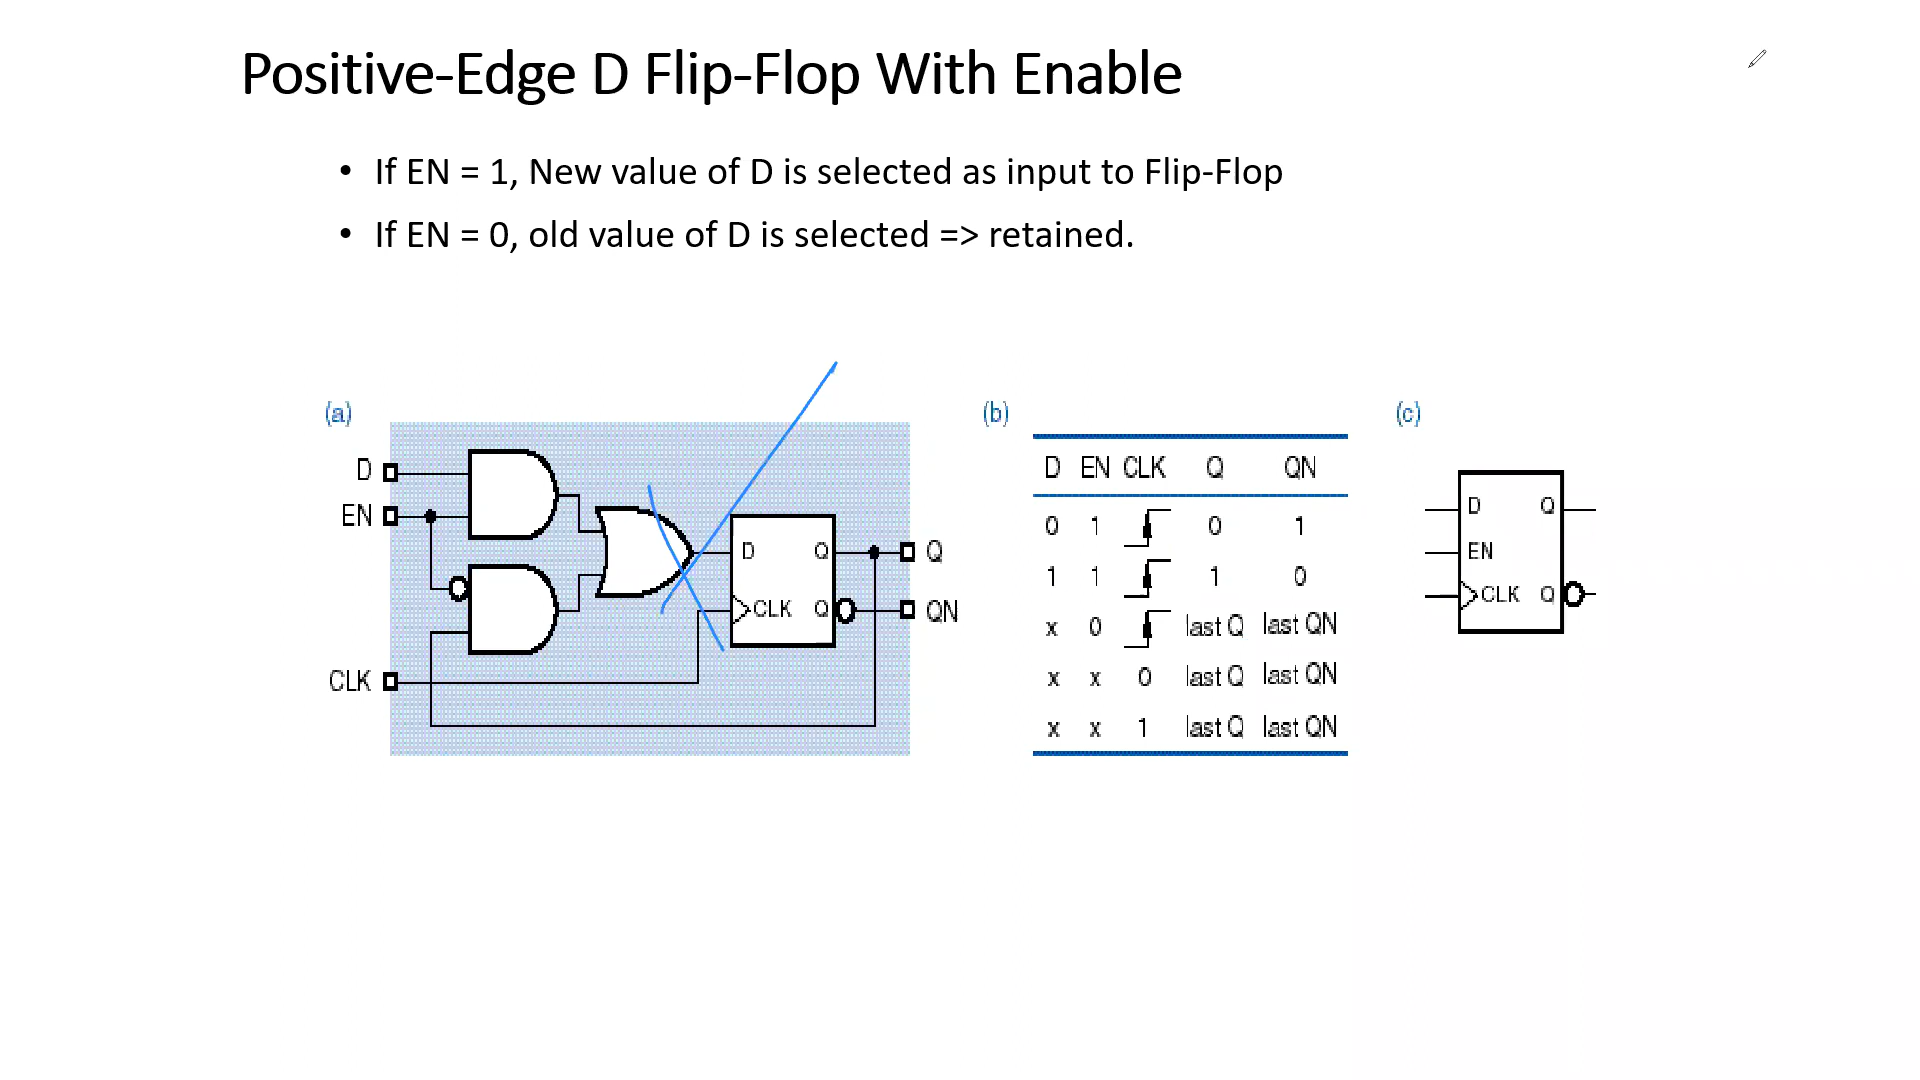 Positive-Edge D Flip-Flop With Enable
• If EN = 1, New value of D is selected as input to Flip-Flop
• If EN = 0, old value of D is selected => retained.
(a)
D
EN
CLK
D Q
CLK Q
Q
QN
(b)
D EN CLK Q QN
0 1 0 1
1 1 1 0
x 0 last Q last QN
x x 0 last Q last QN
x x 1 last Q last QN
(c)
D Q
EN
CLK Q